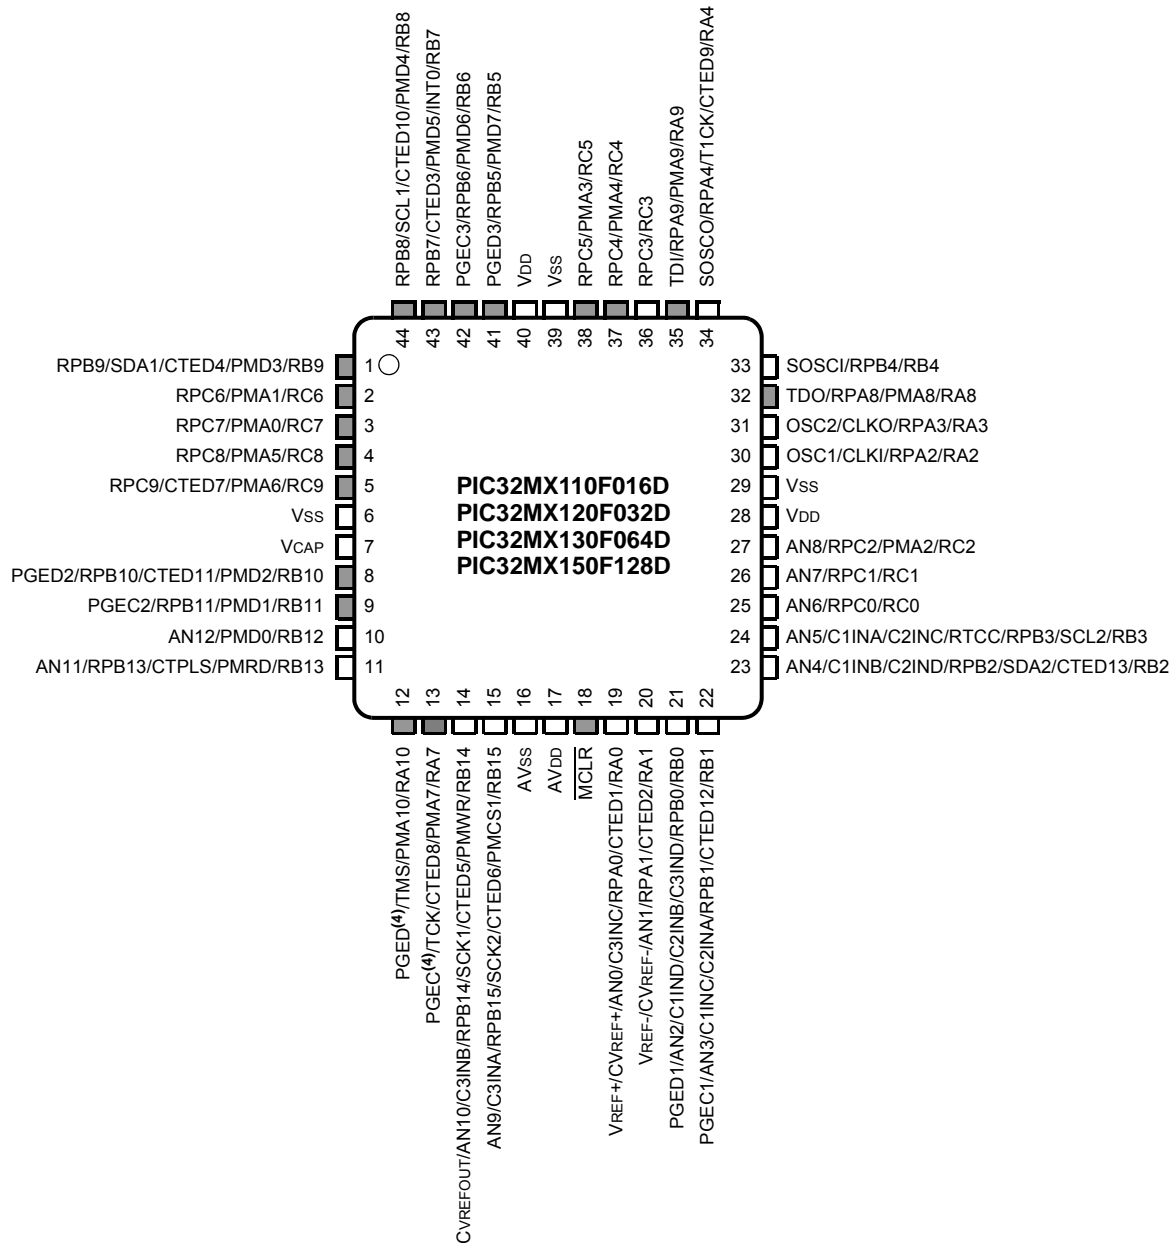 RPB8/SCL1/CTED10/PMD4/RB8
RPB7/CTED3/PMD5/INT0/RB7
PGEC3/RPB6/PMD6/RB6
PGED3/RPB5/PMD7/RB5
VDD
VSS
RPC5/PMA3/RC5
RPC4/PMA4/RC4
RPC3/RC3
TDI/RPA9/PMA9/RA9
SOSCO/RPA4/T1CK/CTED9/RA4
44 43 42 41 40 39 38 37 36 35 34
RPB9/SDA1/CTED4/PMD3/RB9 1
RPC6/PMA1/RC6 2
RPC7/PMA0/RC7 3
RPC8/PMA5/RC8 4
RPC9/CTED7/PMA6/RC9 5
VSS 6
VCAP 7
PGED2/RPB10/CTED11/PMD2/RB10 8
PGEC2/RPB11/PMD1/RB11 9
AN12/PMD0/RB12 10
AN11/RPB13/CTPLS/PMRD/RB13 11
PIC32MX110F016D
PIC32MX120F032D
PIC32MX130F064D
PIC32MX150F128D
33 SOSCI/RPB4/RB4
32 TDO/RPA8/PMA8/RA8
31 OSC2/CLKO/RPA3/RA3
30 OSC1/CLKI/RPA2/RA2
29 VSS
28 VDD
27 AN8/RPC2/PMA2/RC2
26 AN7/RPC1/RC1
25 AN6/RPC0/RC0
24 AN5/C1INA/C2INC/RTCC/RPB3/SCL2/RB3
23 AN4/C1INB/C2IND/RPB2/SDA2/CTED13/RB2
12 13 14 15 16 17 18 19 20 21 22
PGED(4)/TMS/PMA10/RA10
PGEC(4)/TCK/CTED8/PMA7/RA7
CVREFOUT/AN10/C3INB/RPB14/SCK1/CTED5/PMWR/RB14
AN9/C3INA/RPB15/SCK2/CTED6/PMCS1/RB15
AVSS
AVDD
MCLR
VREF+/CVREF+/AN0/C3INC/RPA0/CTED1/RA0
VREF-/CVREF-/AN1/RPA1/CTED2/RA1
PGED1/AN2/C1IND/C2INB/C3IND/RPB0/RB0
PGEC1/AN3/C1INC/C2INA/RPB1/CTED12/RB1